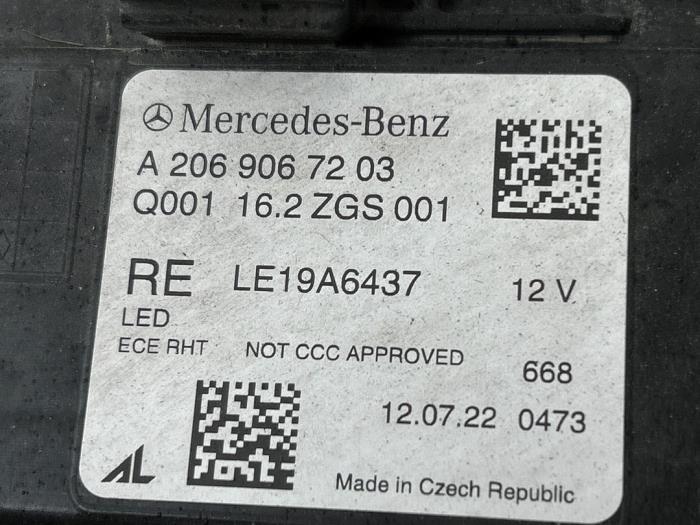 Mercedes-Benz
A 206 906 72 03
Q001 16.2 ZGS 001
RE LE19A6437 12 V
LED
ECE RHT NOT CCC APPROVED
668
12.07.22 0473
AL
Made in Czech Republic